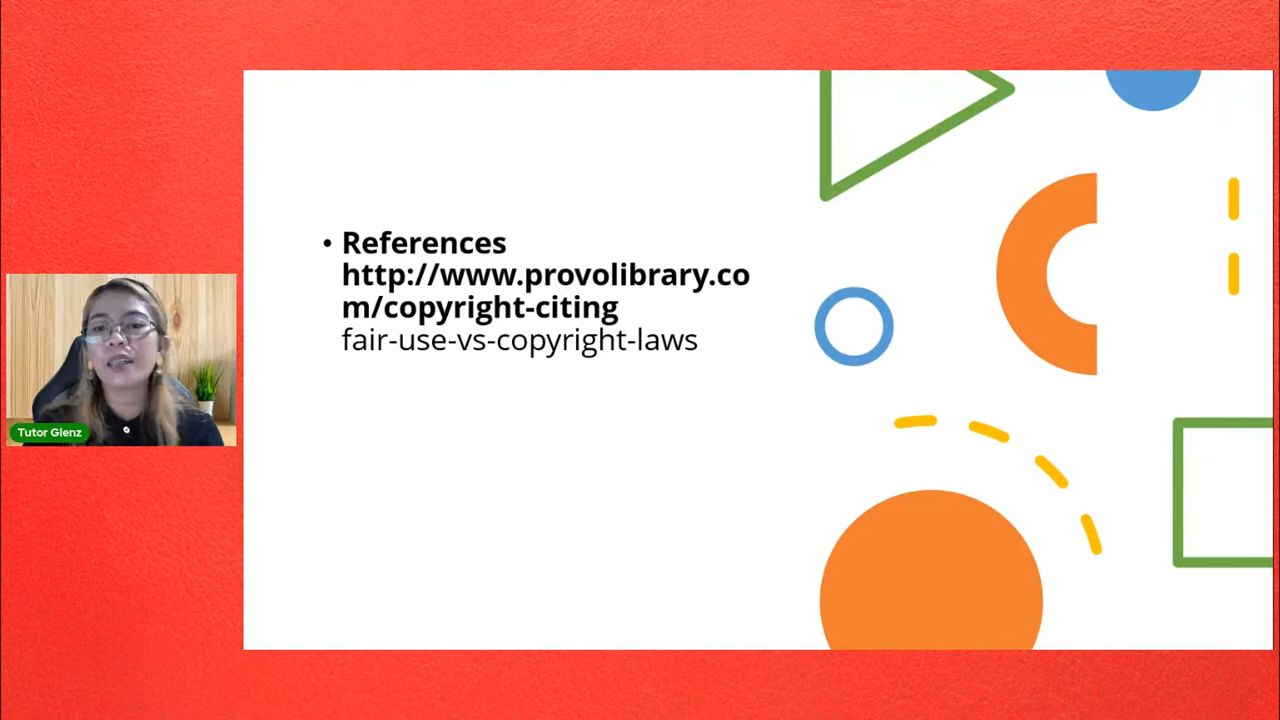 • References
http://www.provolibrary.co
m/copyright-citing
fair-use-vs-copyright-laws
Tutor Glenz